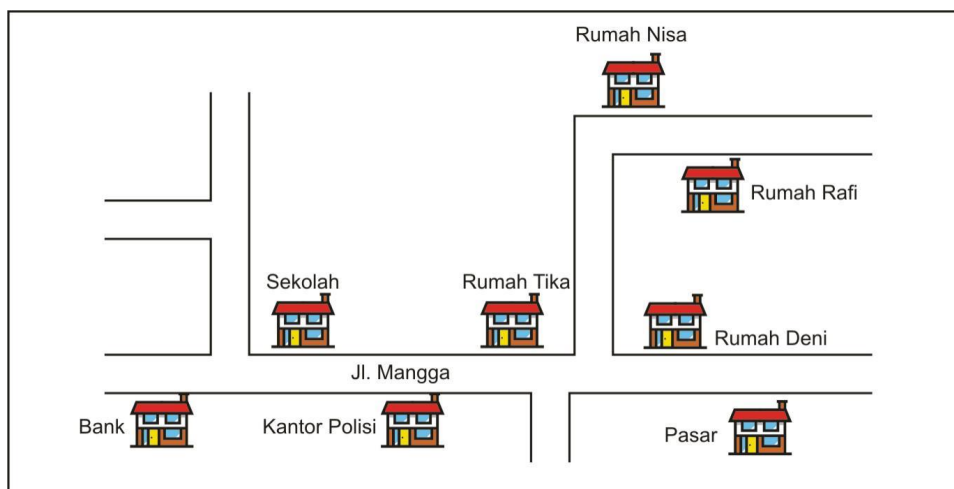 Rumah Nisa
Rumah Rafi
Sekolah
Rumah Tika
Rumah Deni
Jl. Mangga
Bank
Kantor Polisi
Pasar